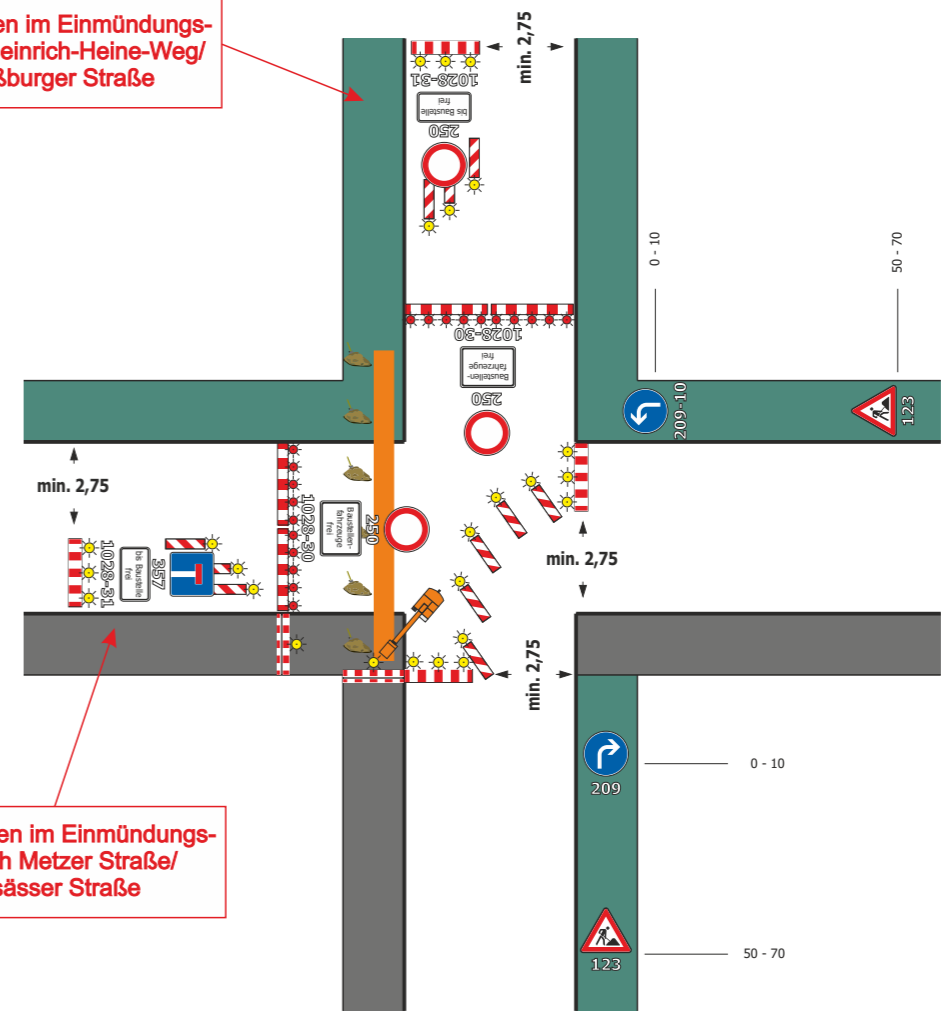 en im Einmündungs-
einrich-Heine-Weg/
ßburger Straße
min. 2,75
1028-31
bis Baustelle
frei
250
0 - 10
50 - 70
1028-30
Baustellen-
fahrzeuge
frei
250
209-10
123
min. 2,75
1028-31
bis Baustelle
frei
357
1028-30
Baustellen-
fahrzeuge
frei
250
min. 2,75
min. 2,75
209
0 - 10
123
50 - 70
en im Einmündungs-
h Metzer Straße/
sässer Straße